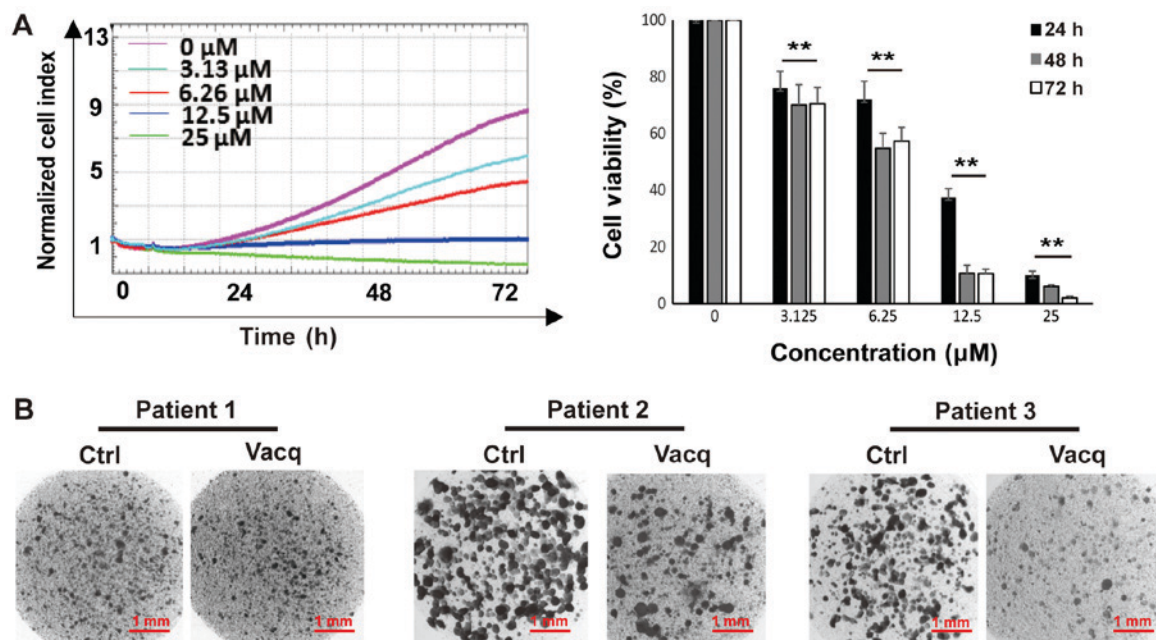 A
13
9
5
1
0 µM
3.13 µM
6.26 µM
12.5 µM
25 µM
0 24 48 72
Normalized cell index
Time (h)
100
80
60
40
20
0
** ** ** **
24 h
48 h
72 h
0 3.125 6.25 12.5 25
Cell viability (%)
Concentration (µM)
B
Patient 1 Patient 2 Patient 3
Ctrl Vacq Ctrl Vacq Ctrl Vacq
1 mm 1 mm 1 mm 1 mm 1 mm 1 mm